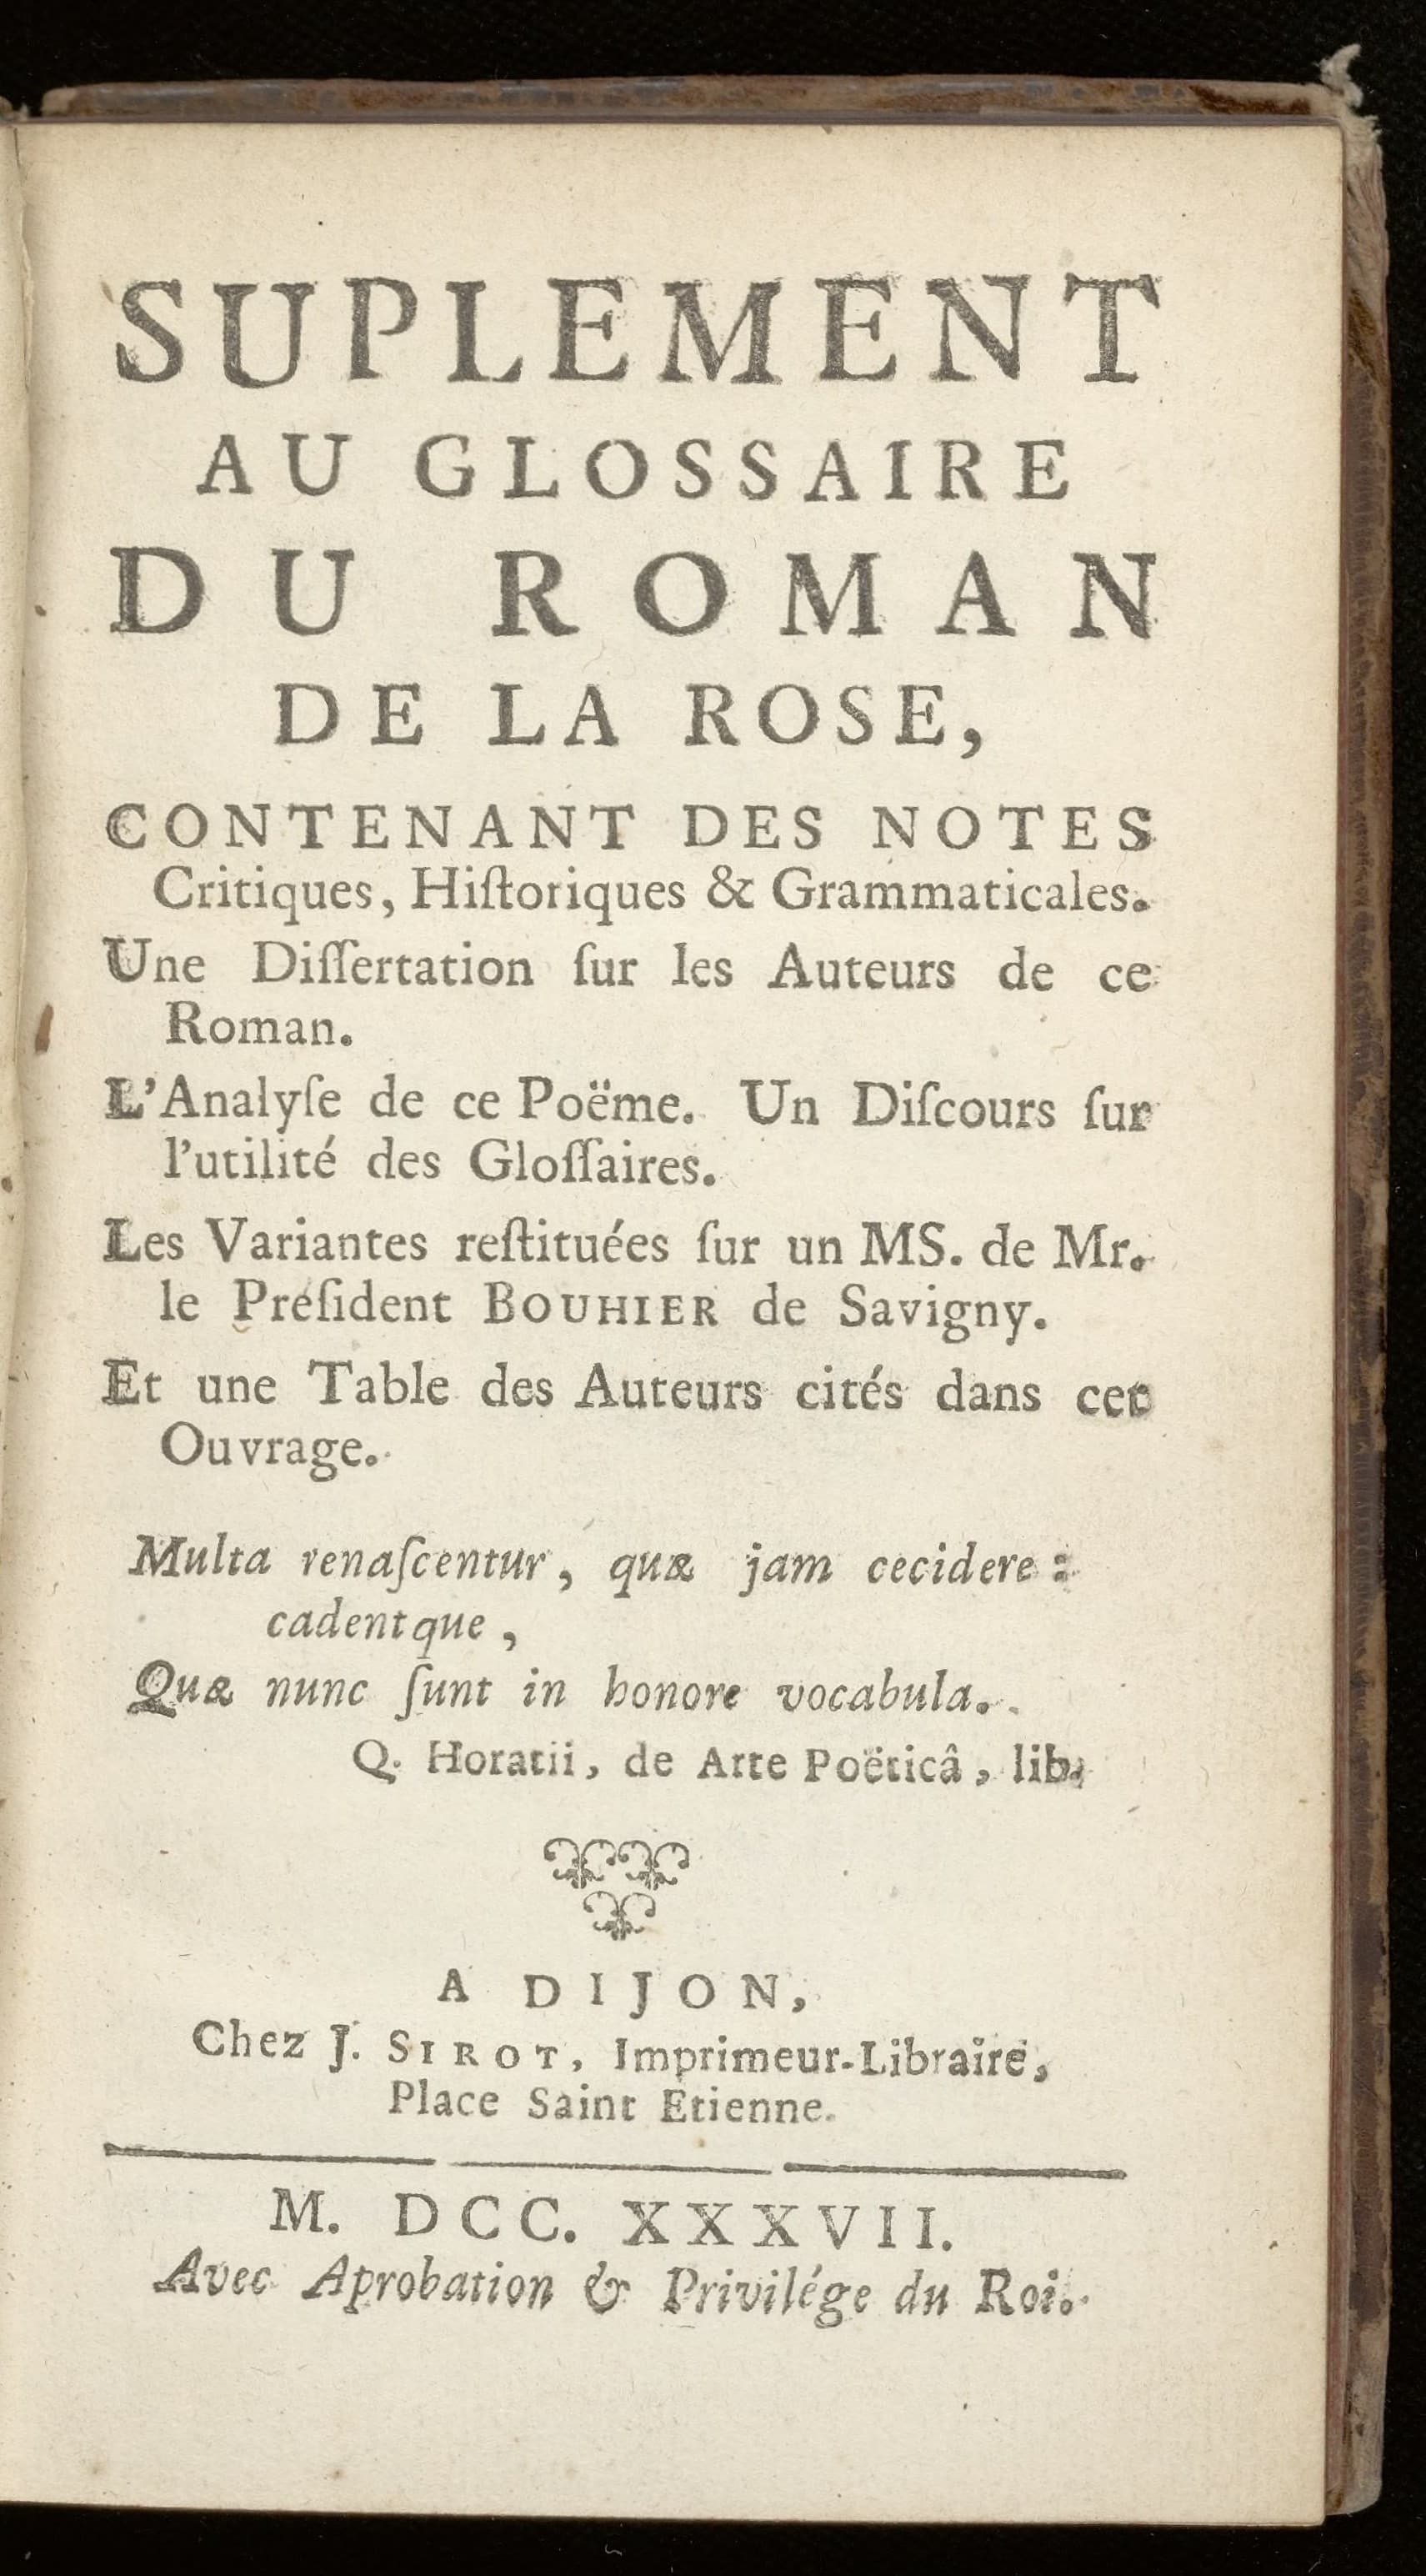 SUPLEMENT
AU GLOSSAIRE
DU ROMAN
DE LA ROSE,
CONTENANT DES NOTES
Critiques, Hiſtoriques & Grammaticales.
Une Diſſertation ſur les Auteurs de ce
Roman.
L'Analyſe de ce Poëme. Un Diſcours ſur
l'utilité des Gloſſaires.
Les Variantes reſtituées ſur un MS. de Mr.
le Préſident BOUHIER de Savigny.
Et une Table des Auteurs cités dans cet
Ouvrage.
Multa renaſcentur, quæ jam cecidere :
cadentque,
Quæ nunc ſunt in honore vocabula.
Q. Horatii, de Arte Poëticâ, lib.
A DIJON,
Chez J. SIROT, Imprimeur-Libraire,
Place Saint Etienne.
M. DCC. XXXVII.
Avec Aprobation & Privilége du Roi.